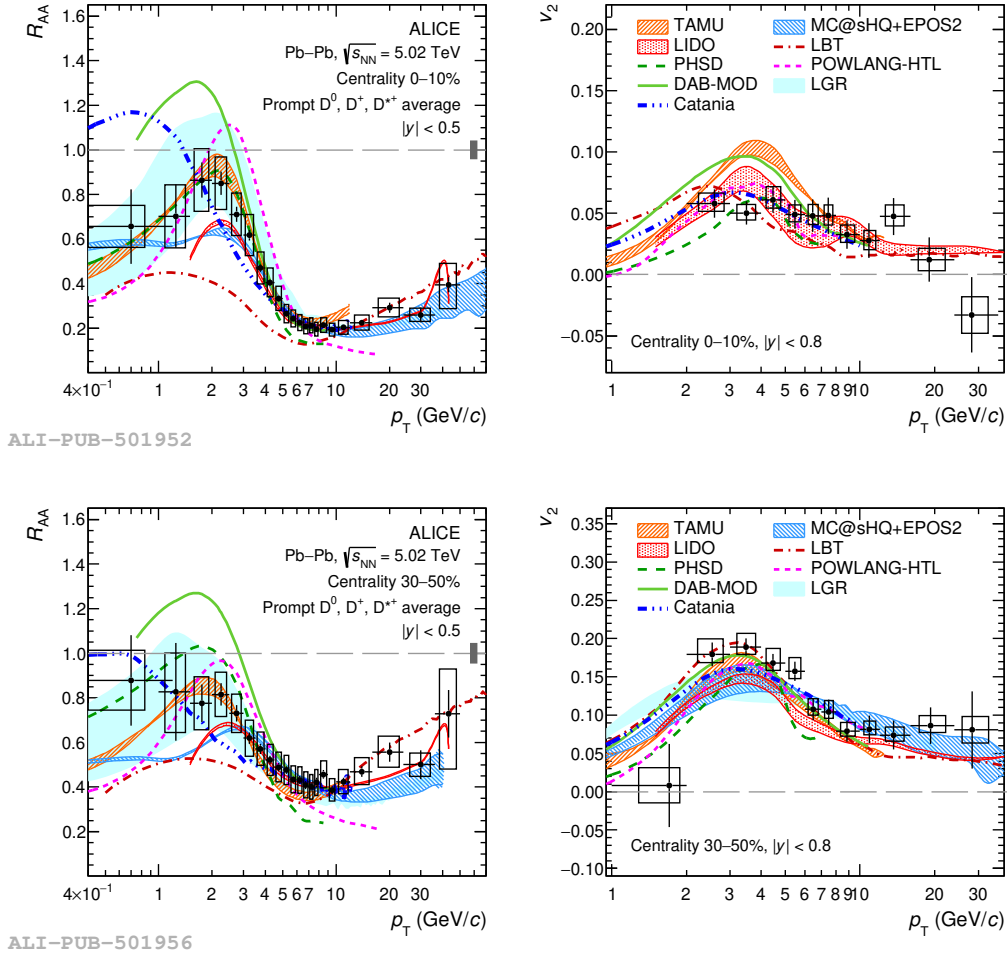 R_AA
1.6
1.4
1.2
1.0
0.8
0.6
0.4
0.2
ALICE
Pb−Pb, √s_NN = 5.02 TeV
Centrality 0−10%
Prompt D⁰, D⁺, D*⁺ average
|y| < 0.5
4×10⁻¹ 1 2 3 4 5 6 7 10 20 30
p_T (GeV/c)
ALI−PUB−501952
v_2
0.20
0.15
0.10
0.05
0.00
−0.05
TAMU
LIDO
PHSD
DAB-MOD
Catania
MC@sHQ+EPOS2
LBT
POWLANG-HTL
LGR
Centrality 0−10%, |y| < 0.8
1 2 3 4 5 6 7 8 9 10 20 30
p_T (GeV/c)
R_AA
1.6
1.4
1.2
1.0
0.8
0.6
0.4
0.2
ALICE
Pb−Pb, √s_NN = 5.02 TeV
Centrality 30−50%
Prompt D⁰, D⁺, D*⁺ average
|y| < 0.5
4×10⁻¹ 1 2 3 4 5 6 7 10 20 30
p_T (GeV/c)
ALI−PUB−501956
v_2
0.35
0.30
0.25
0.20
0.15
0.10
0.05
0.00
−0.05
−0.10
TAMU
LIDO
PHSD
DAB-MOD
Catania
MC@sHQ+EPOS2
LBT
POWLANG-HTL
LGR
Centrality 30−50%, |y| < 0.8
1 2 3 4 5 6 7 8 9 10 20 30
p_T (GeV/c)